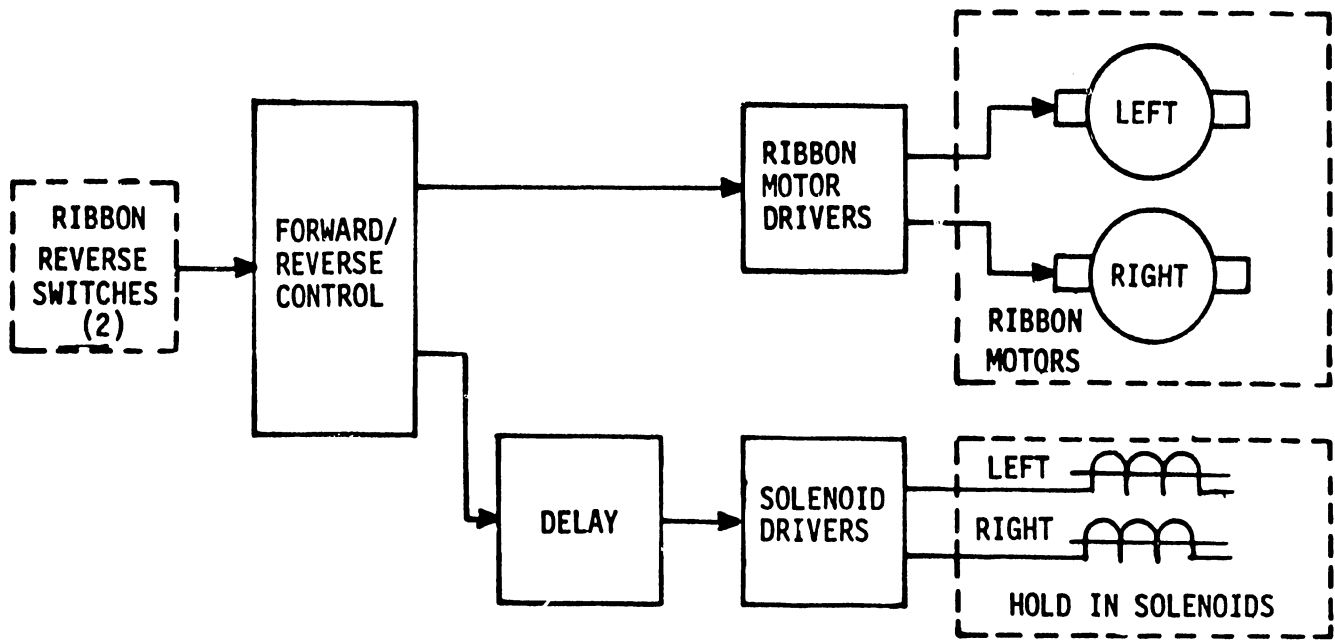 RIBBON
REVERSE
SWITCHES
(2)
FORWARD/
REVERSE
CONTROL
RIBBON
MOTOR
DRIVERS
LEFT
RIGHT
RIBBON
MOTORS
DELAY
SOLENOID
DRIVERS
LEFT
RIGHT
HOLD IN SOLENOIDS